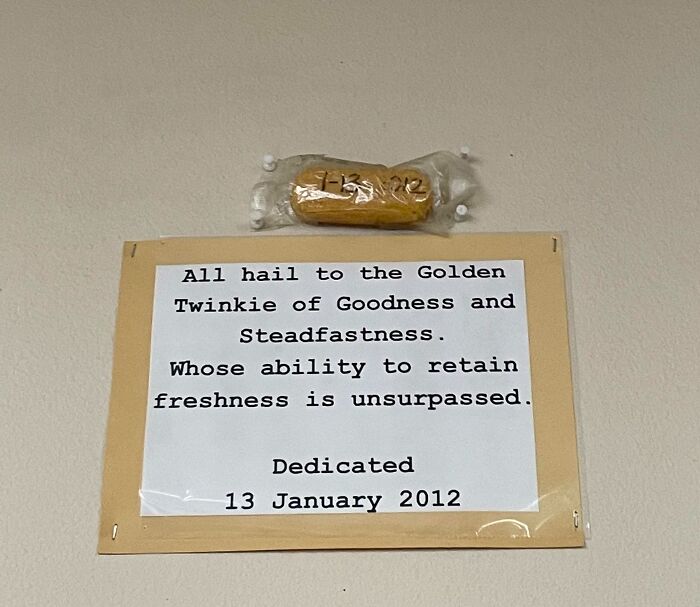 1-13 2012
All hail to the Golden
Twinkie of Goodness and
Steadfastness.
Whose ability to retain
freshness is unsurpassed.
Dedicated
13 January 2012